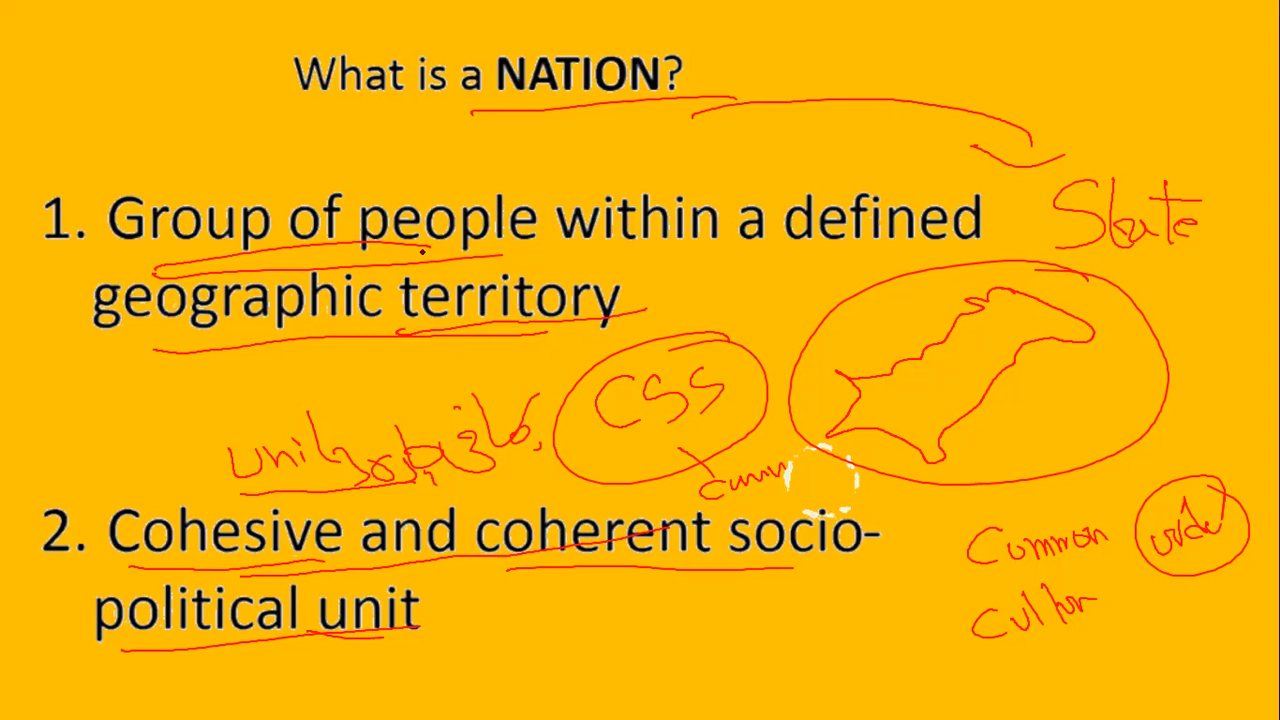 What is a NATION?
1. Group of people within a defined
State
geographic territory
CSS
2. Cohesive and coherent socio-
Common
political unit